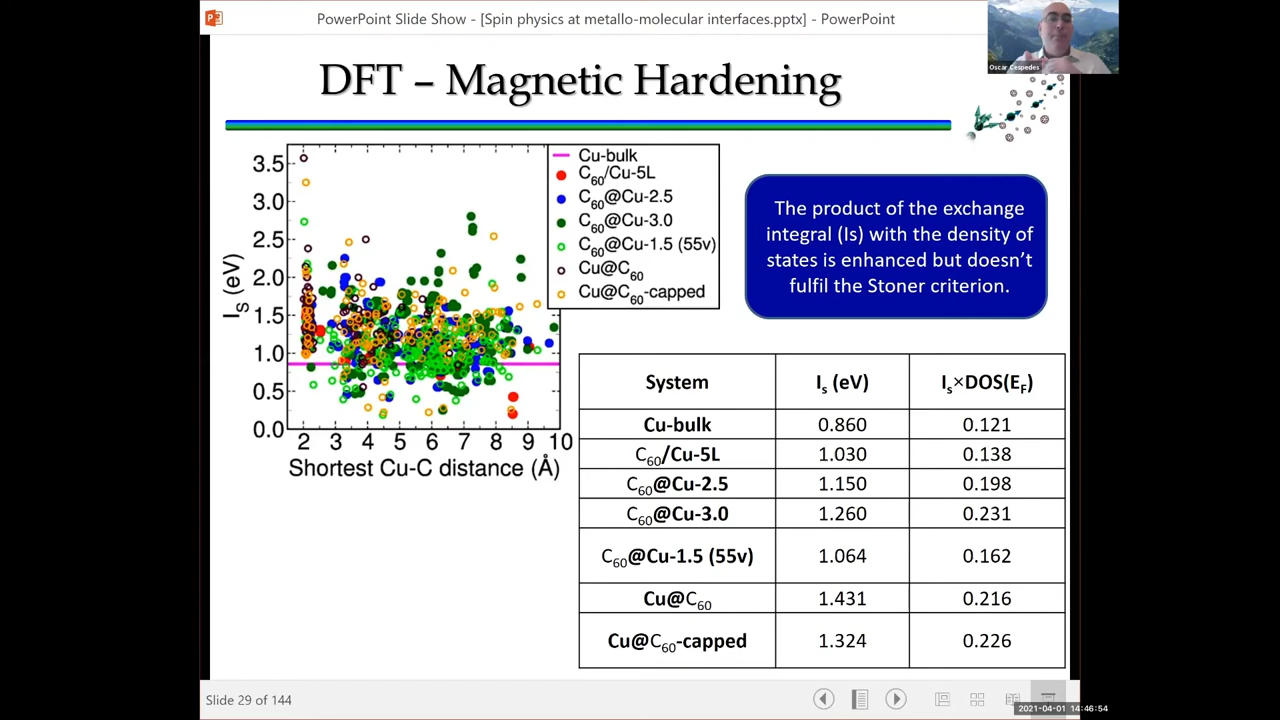 PowerPoint Slide Show - [Spin physics at metallo-molecular interfaces.pptx] - PowerPoint
Oscar Cespedes
DFT – Magnetic Hardening
3.5
3.0
2.5
2.0
1.5
1.0
0.5
0.0
I_S (eV)
2 3 4 5 6 7 8 9 10
Shortest Cu-C distance (Å)
Cu-bulk
C60/Cu-5L
C60@Cu-2.5
C60@Cu-3.0
C60@Cu-1.5 (55v)
Cu@C60
Cu@C60-capped
The product of the exchange
integral (Is) with the density of
states is enhanced but doesn’t
fulfil the Stoner criterion.
System Is (eV) Is×DOS(EF)
Cu-bulk 0.860 0.121
C60/Cu-5L 1.030 0.138
C60@Cu-2.5 1.150 0.198
C60@Cu-3.0 1.260 0.231
C60@Cu-1.5 (55v) 1.064 0.162
Cu@C60 1.431 0.216
Cu@C60-capped 1.324 0.226
Slide 29 of 144
2021-04-01 14:46:54